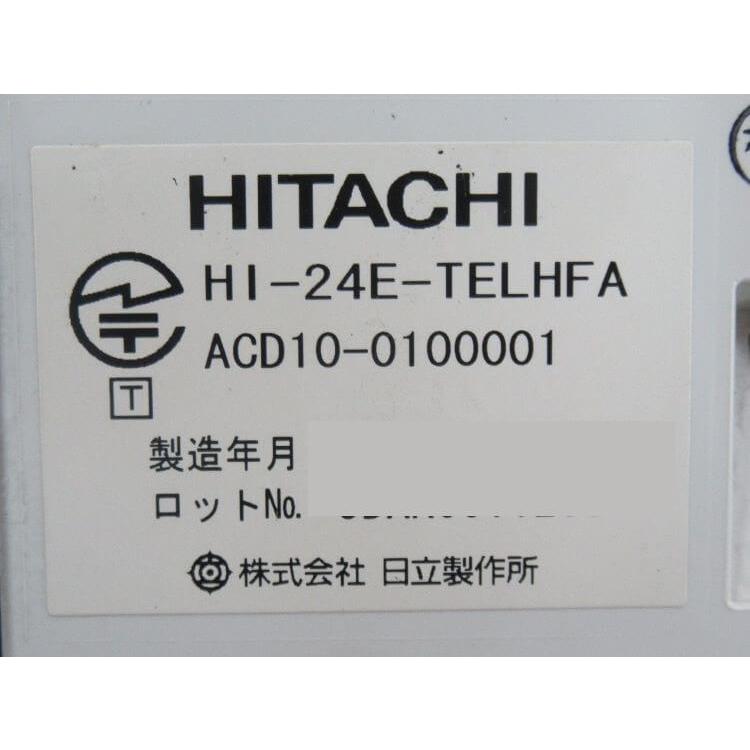 HITACHI
HI-24E-TELHFA
ACD10-0100001
T
製造年月
ロットNo.
株式会社 日立製作所